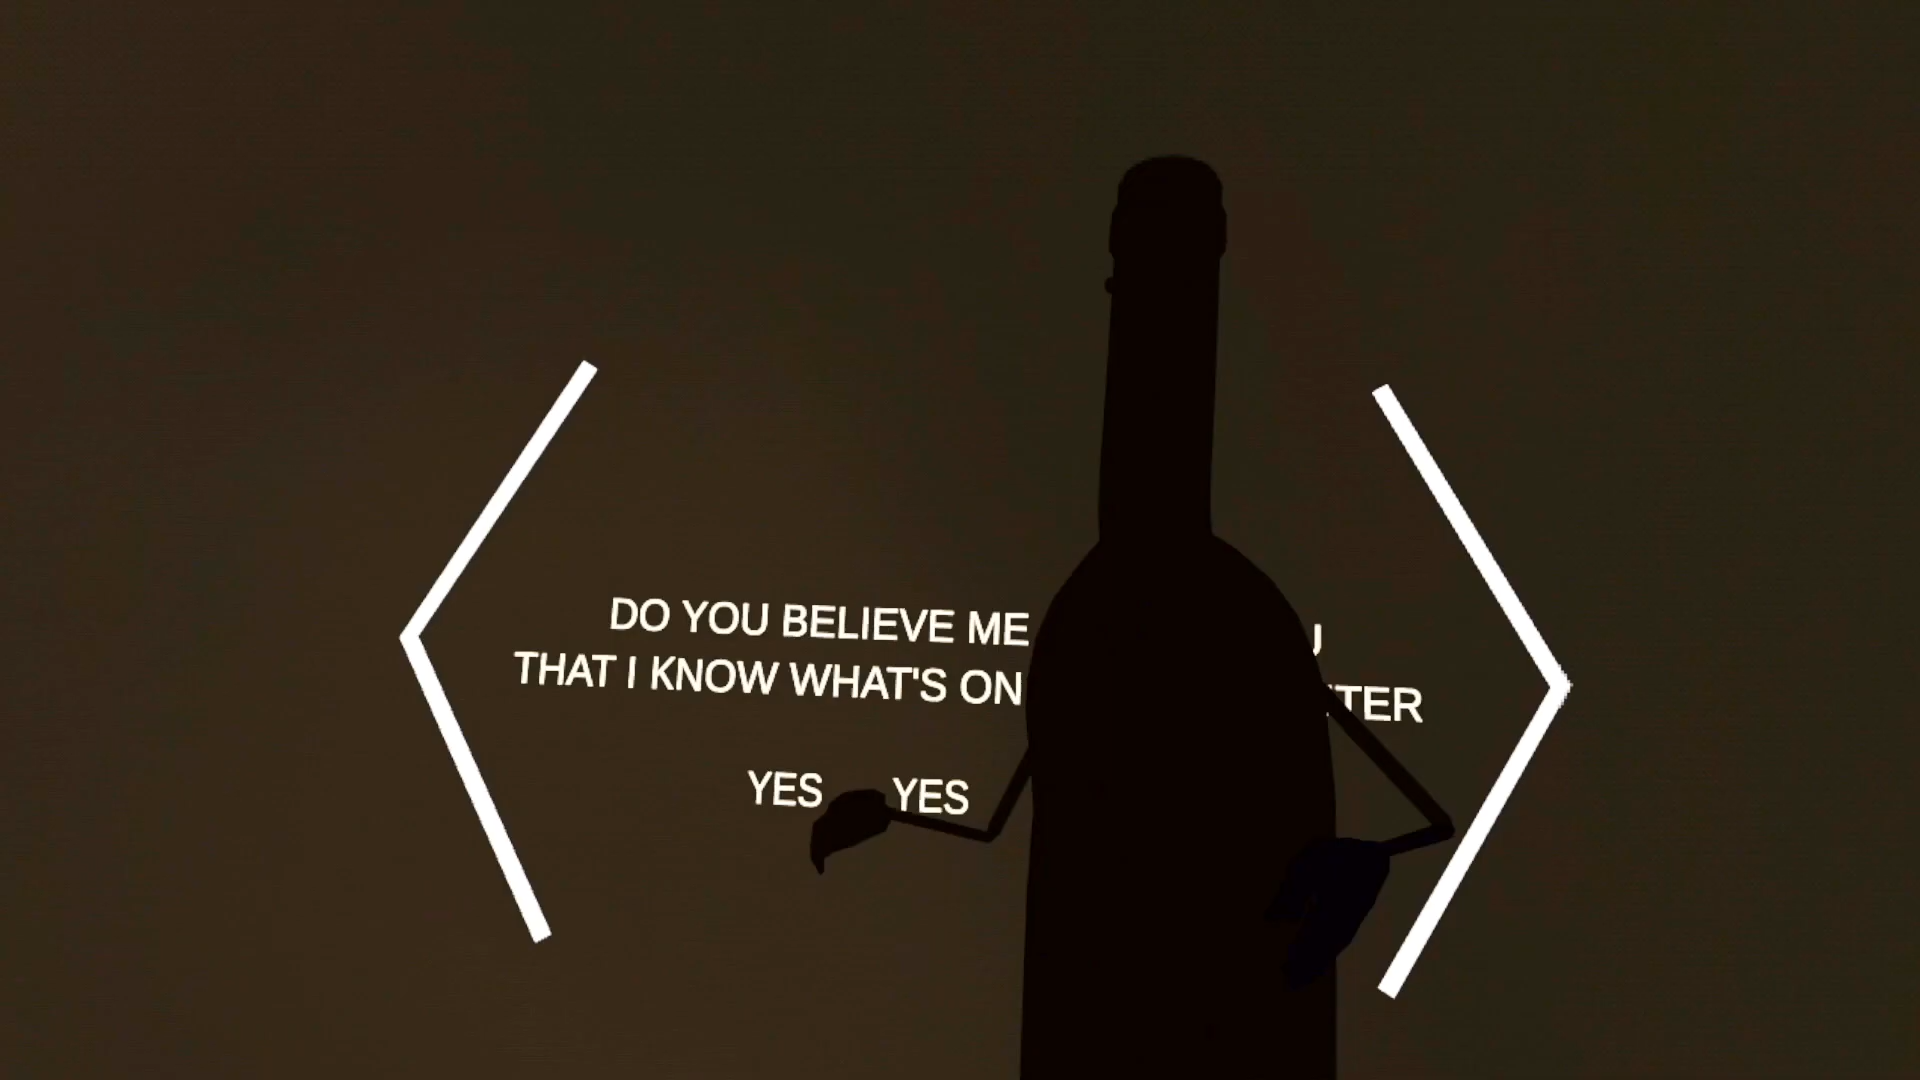 DO YOU BELIEVE ME
THAT I KNOW WHAT'S ON
YES YES